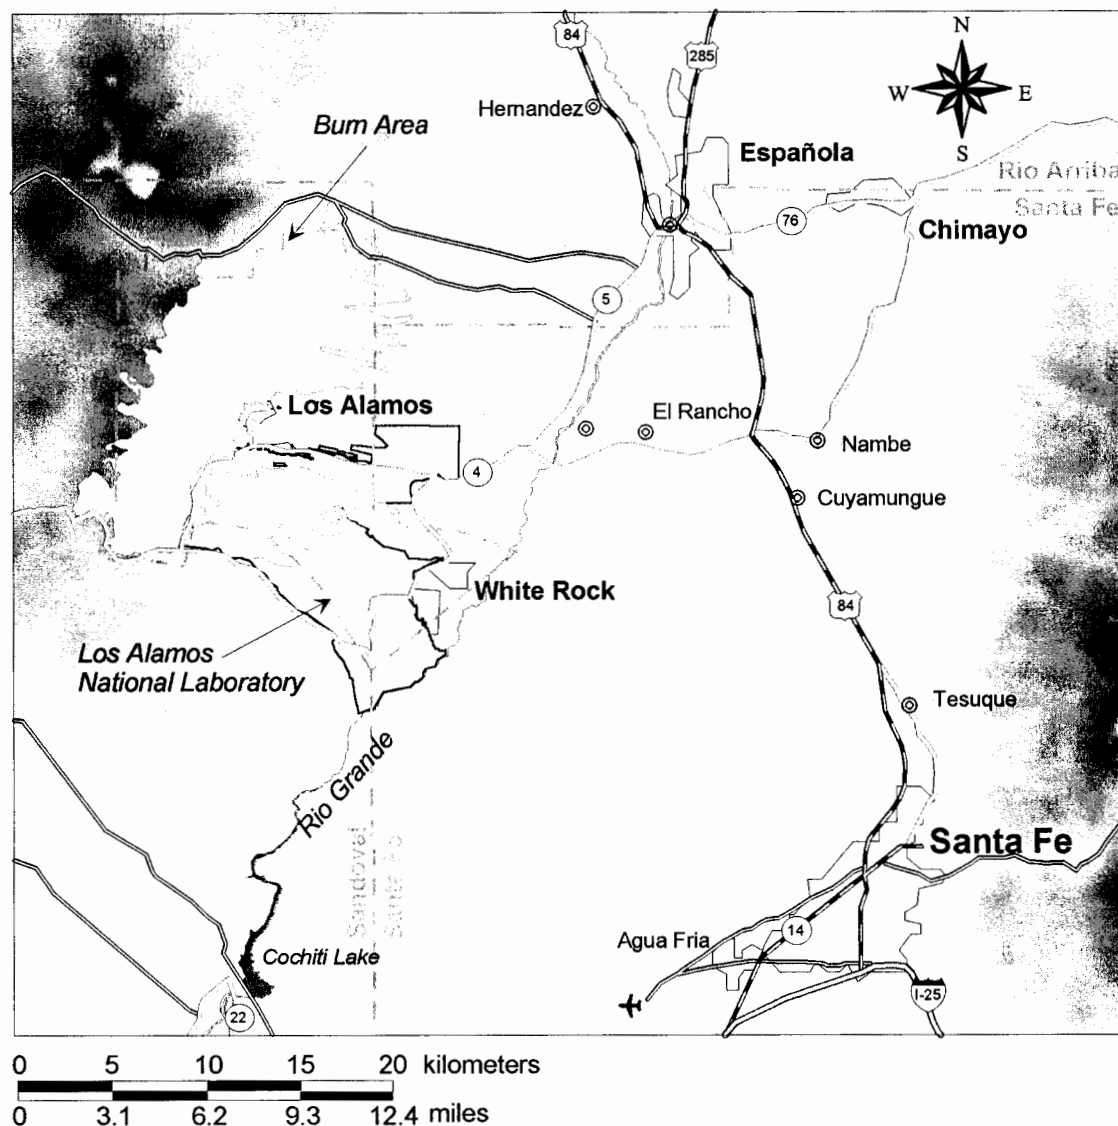 84
285
N
W E
S
Hernandez
Burn Area
Española
Rio Arriba
Santa Fe
76
Chimayo
5
Los Alamos
El Rancho
Nambe
4
Cuyamungue
White Rock
84
Los Alamos
National Laboratory
Tesuque
Rio Grande
Santa Fe
Sandoval
Santa Fe
Agua Fria
14
Cochiti Lake
I-25
22
0 5 10 15 20 kilometers
0 3.1 6.2 9.3 12.4 miles